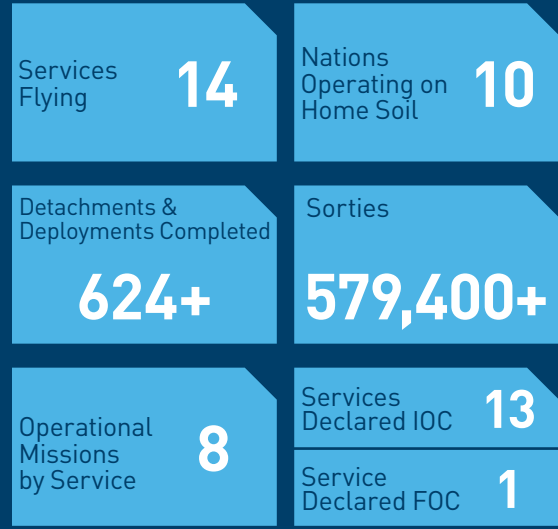 Services
Flying
14
Nations
Operating on
Home Soil
10
Detachments &
Deployments Completed
624+
Sorties
579,400+
Operational
Missions
by Service
8
Services
Declared IOC
13
Service
Declared FOC
1